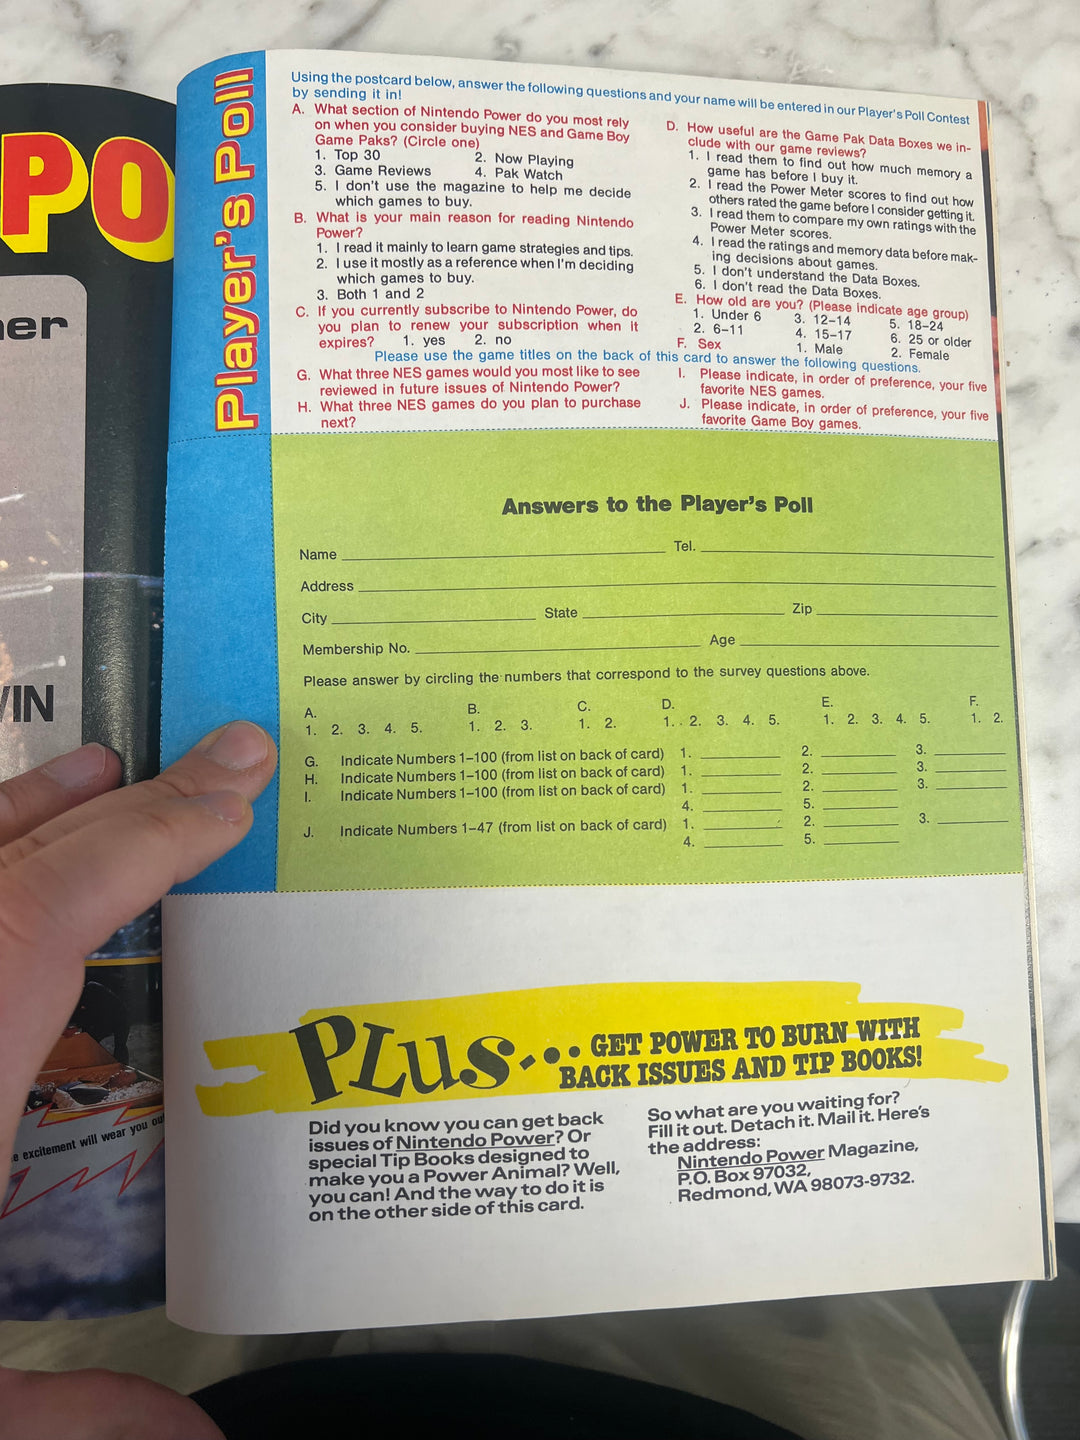 PO
er
WIN
e excitement will wear you ou
Player's Poll
Using the postcard below, answer the following questions and your name will be entered in our Player's Poll Contest
by sending it in!
A. What section of Nintendo Power do you most rely
on when you consider buying NES and Game Boy
Game Paks? (Circle one)
1. Top 30 2. Now Playing
3. Game Reviews 4. Pak Watch
5. I don't use the magazine to help me decide
which games to buy.
B. What is your main reason for reading Nintendo
Power?
1. I read it mainly to learn game strategies and tips.
2. I use it mostly as a reference when I'm deciding
which games to buy.
3. Both 1 and 2
C. If you currently subscribe to Nintendo Power, do
you plan to renew your subscription when it
expires? 1. yes 2. no
D. How useful are the Game Pak Data Boxes we in-
clude with our game reviews?
1. I read them to find out how much memory a
game has before I buy it.
2. I read the Power Meter scores to find out how
others rated the game before I consider getting it.
3. I read them to compare my own ratings with the
Power Meter scores.
4. I read the ratings and memory data before mak-
ing decisions about games.
5. I don't understand the Data Boxes.
6. I don't read the Data Boxes.
E. How old are you? (Please indicate age group)
1. Under 6 3. 12–14 5. 18–24
2. 6–11 4. 15–17 6. 25 or older
F. Sex 1. Male 2. Female
Please use the game titles on the back of this card to answer the following questions.
G. What three NES games would you most like to see
reviewed in future issues of Nintendo Power?
H. What three NES games do you plan to purchase
next?
I. Please indicate, in order of preference, your five
favorite NES games.
J. Please indicate, in order of preference, your five
favorite Game Boy games.
Answers to the Player's Poll
Name Tel.
Address
City State Zip
Membership No. Age
Please answer by circling the numbers that correspond to the survey questions above.
A. B. C. D. E. F.
1. 2. 3. 4. 5. 1. 2. 3. 1. 2. 1. 2. 3. 4. 5. 1. 2. 3. 4. 5. 1. 2.
G. Indicate Numbers 1–100 (from list on back of card) 1. 2. 3.
H. Indicate Numbers 1–100 (from list on back of card) 1. 2. 3.
I. Indicate Numbers 1–100 (from list on back of card) 1. 2. 3.
4. 5.
J. Indicate Numbers 1–47 (from list on back of card) 1. 2. 3.
4. 5.
PLus... GET POWER TO BURN WITH
BACK ISSUES AND TIP BOOKS!
Did you know you can get back
issues of Nintendo Power? Or
special Tip Books designed to
make you a Power Animal? Well,
you can! And the way to do it is
on the other side of this card.
So what are you waiting for?
Fill it out. Detach it. Mail it. Here's
the address:
Nintendo Power Magazine,
P.O. Box 97032,
Redmond, WA 98073-9732.